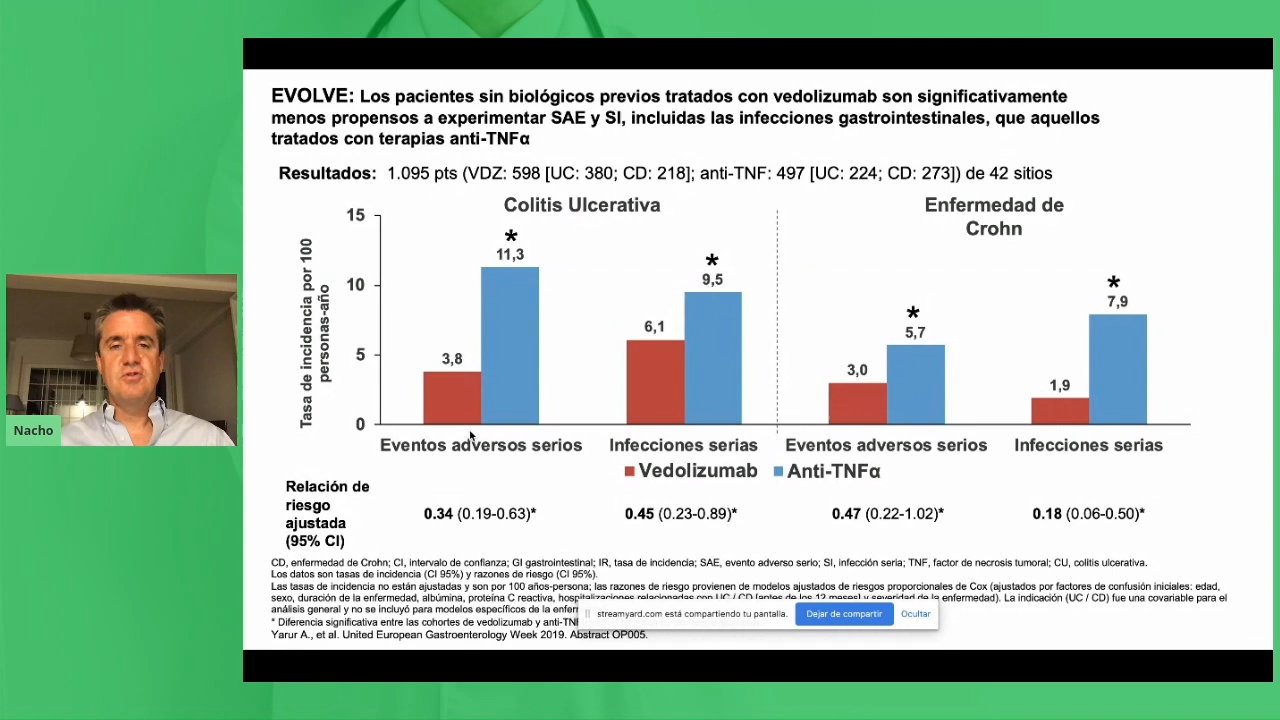 EVOLVE: Los pacientes sin biológicos previos tratados con vedolizumab son significativamente
menos propensos a experimentar SAE y SI, incluidas las infecciones gastrointestinales, que aquellos
tratados con terapias anti-TNFα
Resultados: 1.095 pts (VDZ: 598 [UC: 380; CD: 218]; anti-TNF: 497 [UC: 224; CD: 273]) de 42 sitios
Colitis Ulcerativa
Enfermedad de
Crohn
Tasa de incidencia por 100
personas-año
15
10
5
0
3,8
* 11,3
6,1
* 9,5
3,0
* 5,7
1,9
* 7,9
Eventos adversos serios
Infecciones serias
Eventos adversos serios
Infecciones serias
Vedolizumab
Anti-TNFα
Relación de
riesgo
ajustada
(95% CI)
0.34 (0.19-0.63)*
0.45 (0.23-0.89)*
0.47 (0.22-1.02)*
0.18 (0.06-0.50)*
CD, enfermedad de Crohn; CI, intervalo de confianza; GI gastrointestinal; IR, tasa de incidencia; SAE, evento adverso serio; SI, infección seria; TNF, factor de necrosis tumoral; CU, colitis ulcerativa.
Los datos son tasas de incidencia (CI 95%) y razones de riesgo (CI 95%).
Las tasas de incidencia no están ajustadas y son por 100 años-persona; las razones de riesgo provienen de modelos ajustados de riesgos proporcionales de Cox (ajustados por factores de confusión iniciales: edad,
sexo, duración de la enfermedad, albúmina, proteína C reactiva, hospitalizaciones relacionadas con UC / CD [antes de los 12 meses] y severidad de la enfermedad). La indicación (UC / CD) fue una covariable para el
análisis general y no se incluyó para modelos específicos de la
* Diferencia significativa entre las cohortes de vedolizumab y
Yarur A., et al. United European Gastroenterology Week 2019. Abstract OP005.
streamyard.com está compartiendo tu pantalla.
Dejar de compartir
Ocultar
Nacho